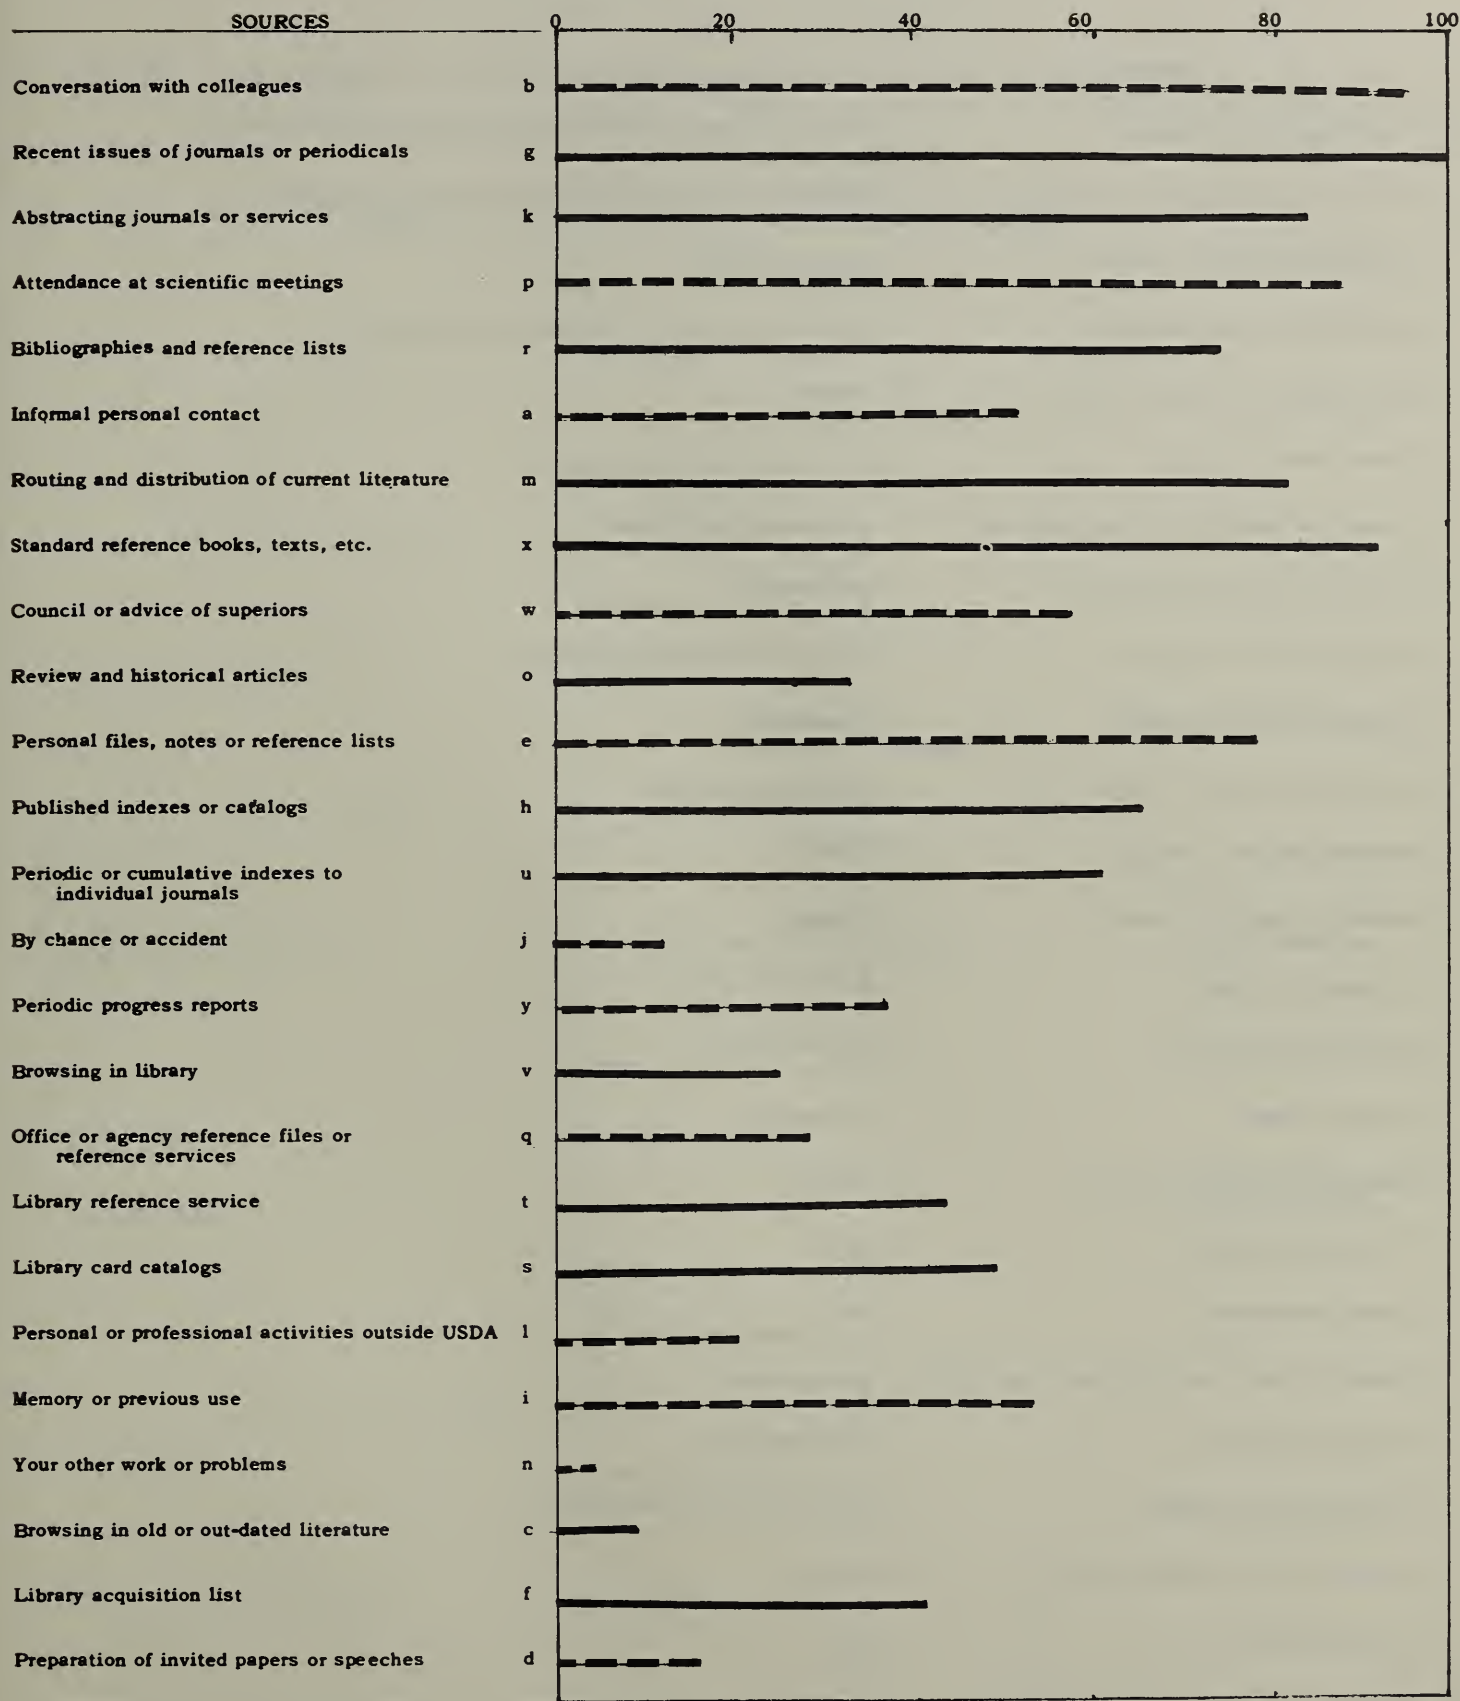 SOURCES 0 20 40 60 80 100
Conversation with colleagues b
Recent issues of journals or periodicals g
Abstracting journals or services k
Attendance at scientific meetings p
Bibliographies and reference lists r
Informal personal contact a
Routing and distribution of current literature m
Standard reference books, texts, etc. x
Council or advice of superiors w
Review and historical articles o
Personal files, notes or reference lists e
Published indexes or catalogs h
Periodic or cumulative indexes to u
individual journals
By chance or accident j
Periodic progress reports y
Browsing in library v
Office or agency reference files or q
reference services
Library reference service t
Library card catalogs s
Personal or professional activities outside USDA l
Memory or previous use i
Your other work or problems n
Browsing in old or out-dated literature c
Library acquisition list f
Preparation of invited papers or speeches d